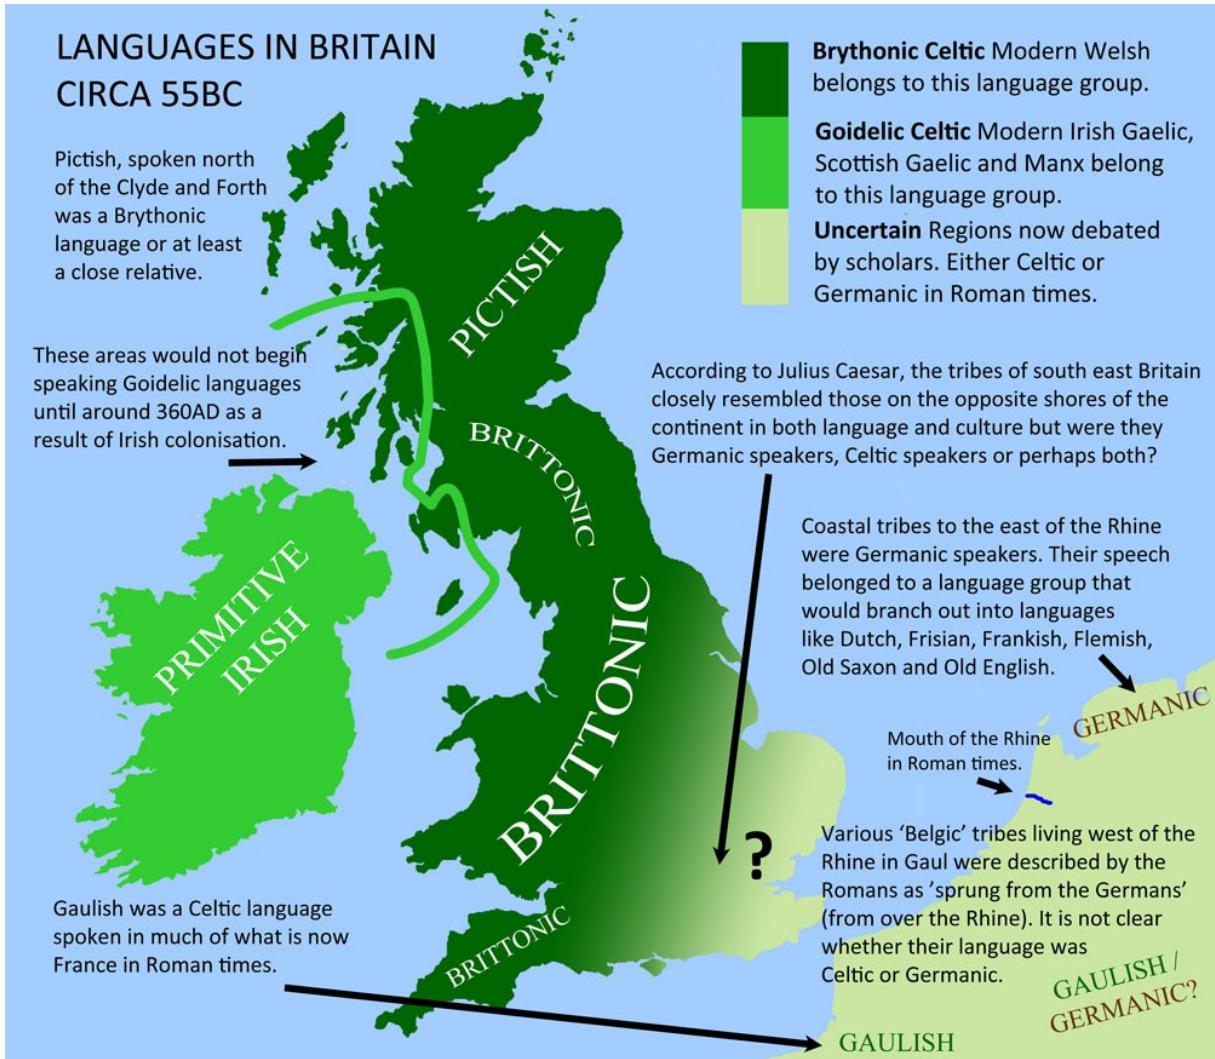 LANGUAGES IN BRITAIN
CIRCA 55BC
Pictish, spoken north
of the Clyde and Forth
was a Brythonic
language or at least
a close relative.
Brythonic Celtic Modern Welsh
belongs to this language group.
Goidelic Celtic Modern Irish Gaelic,
Scottish Gaelic and Manx belong
to this language group.
Uncertain Regions now debated
by scholars. Either Celtic or
Germanic in Roman times.
These areas would not begin
speaking Goidelic languages
until around 360AD as a
result of Irish colonisation.
PICTISH
According to Julius Caesar, the tribes of south east Britain
closely resembled those on the opposite shores of the
continent in both language and culture but were they
Germanic speakers, Celtic speakers or perhaps both?
BRITTONIC
PRIMITIVE
IRISH
BRITTONIC
Coastal tribes to the east of the Rhine
were Germanic speakers. Their speech
belonged to a language group that
would branch out into languages
like Dutch, Frisian, Frankish, Flemish,
Old Saxon and Old English.
GERMANIC
Mouth of the Rhine
in Roman times.
?
Various ‘Belgic’ tribes living west of the
Rhine in Gaul were described by the
Romans as ’sprung from the Germans’
(from over the Rhine). It is not clear
whether their language was
Celtic or Germanic.
BRITTONIC
Gaulish was a Celtic language
spoken in much of what is now
France in Roman times.
GAULISH
GAULISH /
GERMANIC?